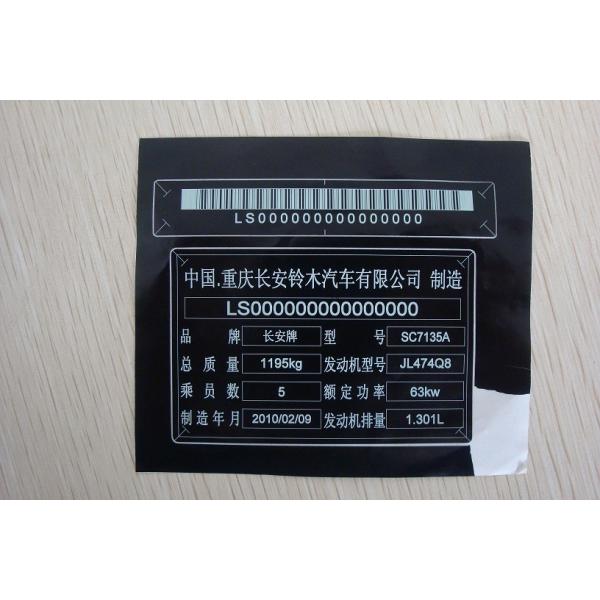 LS000000000000000
中国.重庆长安铃木汽车有限公司 制造
LS000000000000000
品牌 长安牌 型号 SC7135A
总质量 1195kg 发动机型号 JL474Q8
乘员数 5 额定功率 63kw
制造年月 2010/02/09 发动机排量 1.301L